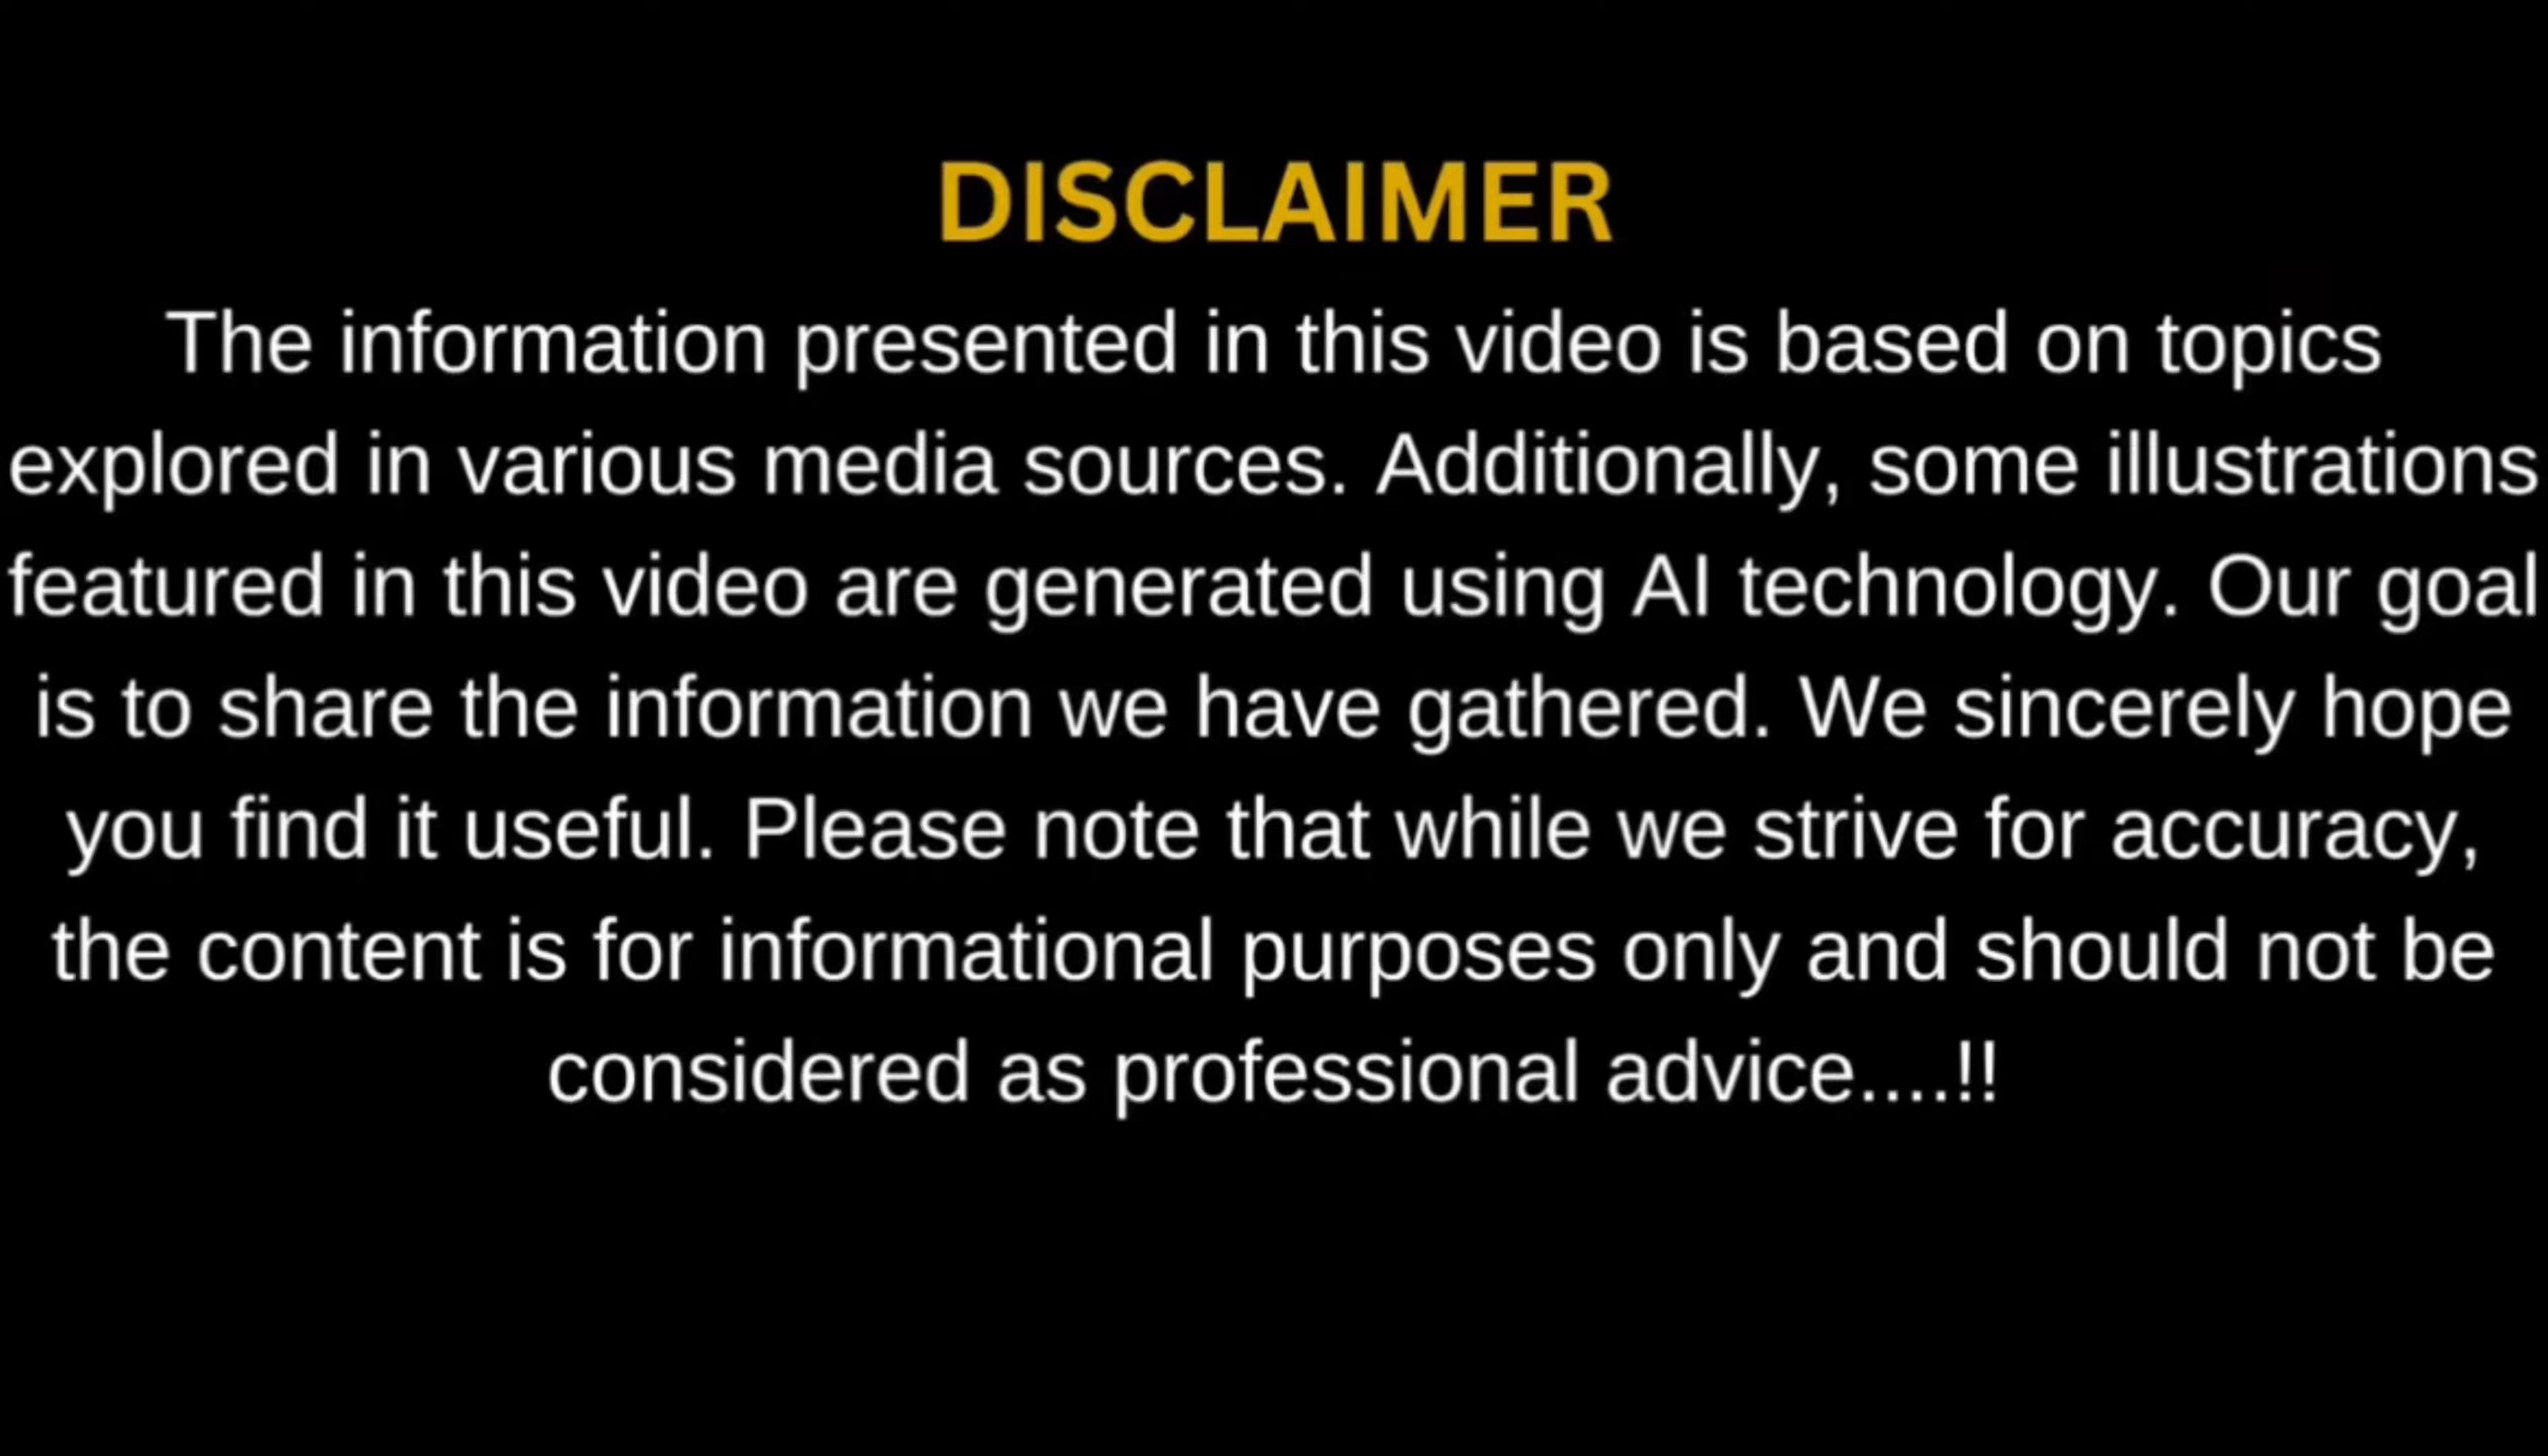 DISCLAIMER
The information presented in this video is based on topics
explored in various media sources. Additionally, some illustrations
featured in this video are generated using AI technology. Our goal
is to share the information we have gathered. We sincerely hope
you find it useful. Please note that while we strive for accuracy,
the content is for informational purposes only and should not be
considered as professional advice....!!